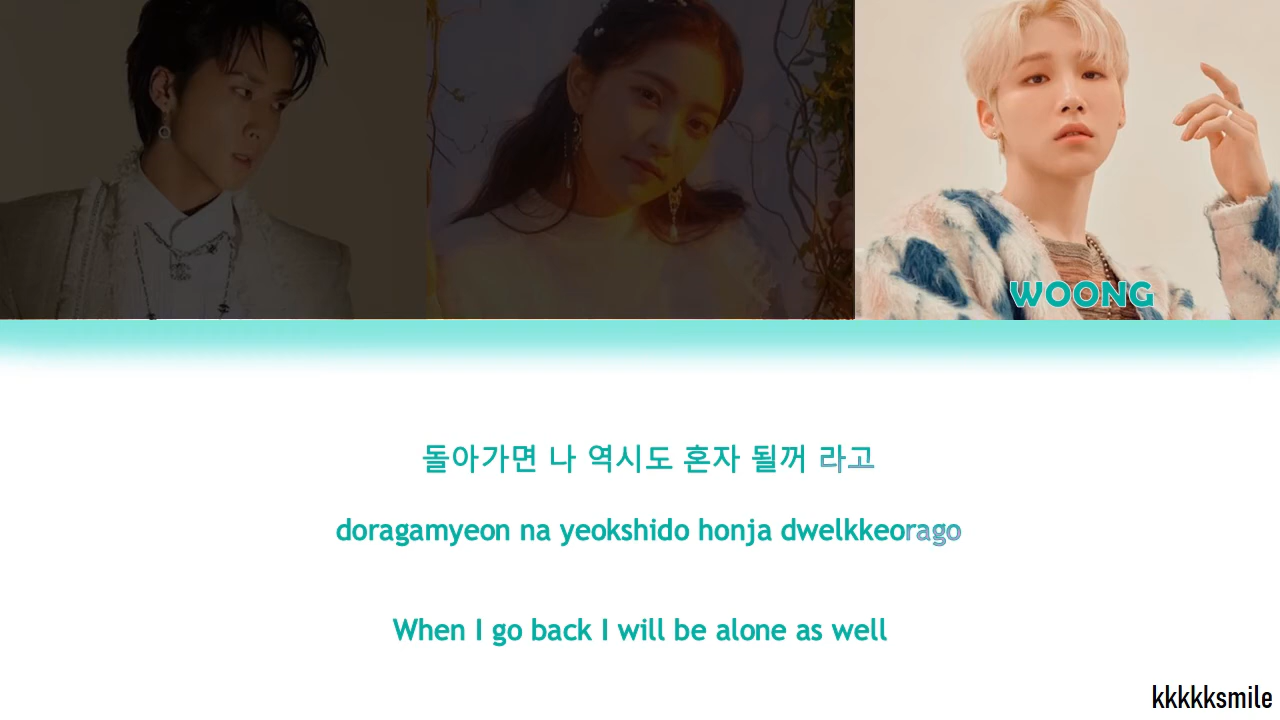 WOONG
돌아가면 나 역시도 혼자 될꺼 라고
doragamyeon na yeokshido honja dwelkkeorago
When I go back I will be alone as well
kkkkksmile